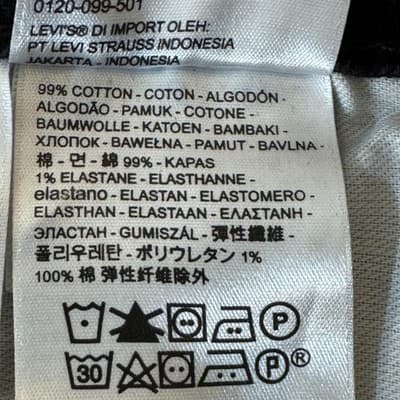 0120-099-501
LEVI'S® DI IMPORT OLEH:
PT LEVI STRAUSS INDONESIA
JAKARTA - INDONESIA
99% COTTON - COTON - ALGODÓN -
ALGODÃO - PAMUK - COTONE -
BAUMWOLLE - KATOEN - BAMBAKI -
ХЛОПОК - BAWEŁNA - PAMUT - BAVLNA -
棉 - 면 - 綿 99% - KAPAS
1% ELASTANE - ELASTHANNE -
elastano - ELASTAN - ELASTOMERO -
ELASTHAN - ELASTAAN - ΕΛΑΣΤΑΝΗ -
ЭЛАСТАН - GUMISZÁL - 彈性纖維 -
폴리우레탄 - ポリウレタン 1%
100% 棉 弹性纤维除外
P
30 P ®